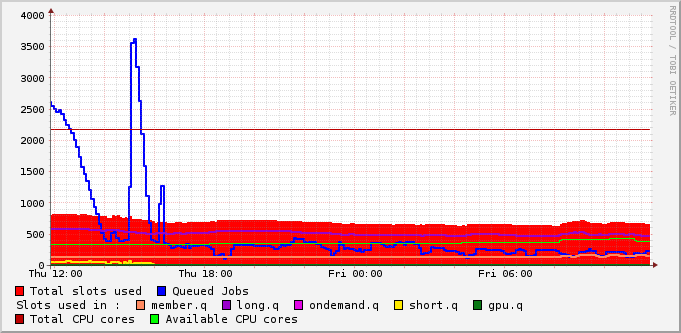 4000
3500
3000
2500
2000
1500
1000
500
0
Thu 12:00 Thu 18:00 Fri 00:00 Fri 06:00
Total slots used Queued Jobs
Slots used in : member.q long.q ondemand.q short.q gpu.q
Total CPU cores Available CPU cores
RRDTOOL / TOBI OETIKER